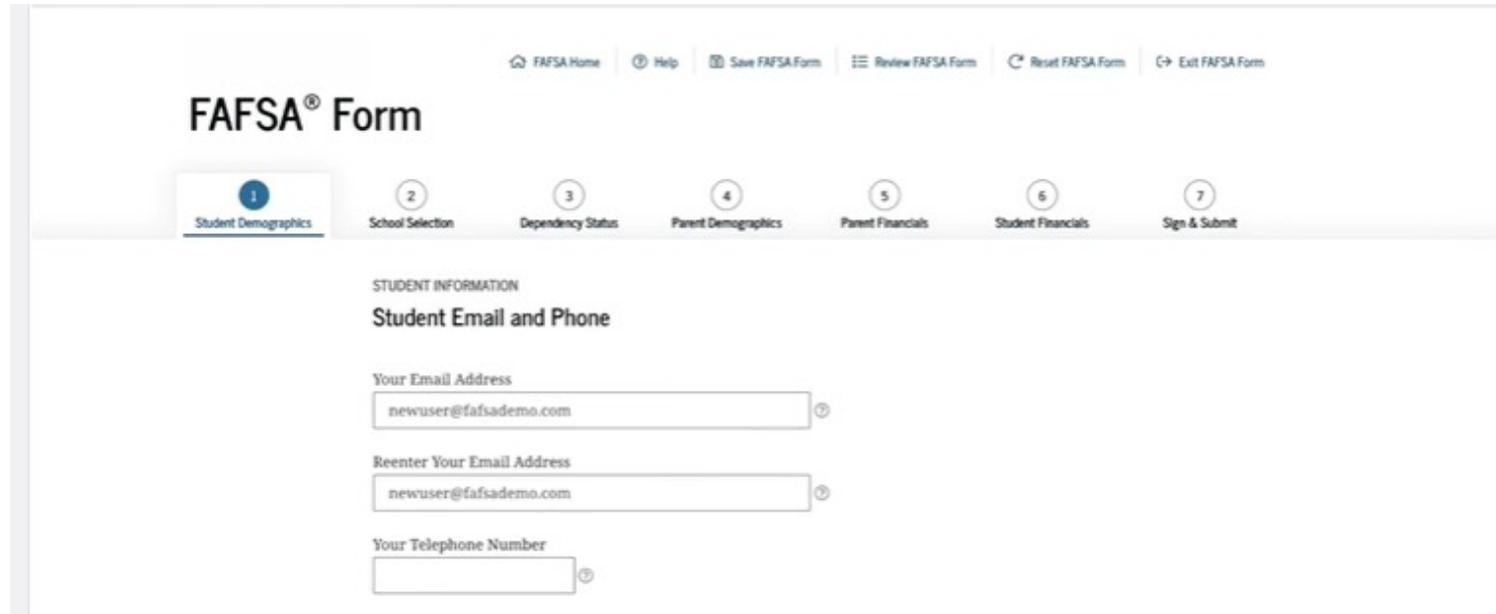 FAFSA Home Help Save FAFSA Form Review FAFSA Form Reset FAFSA Form Exit FAFSA Form
FAFSA® Form
1 2 3 4 5 6 7
Student Demographics School Selection Dependency Status Parent Demographics Parent Financials Student Financials Sign & Submit
STUDENT INFORMATION
Student Email and Phone
Your Email Address
newuser@fafsademo.com ?
Reenter Your Email Address
newuser@fafsademo.com ?
Your Telephone Number
?